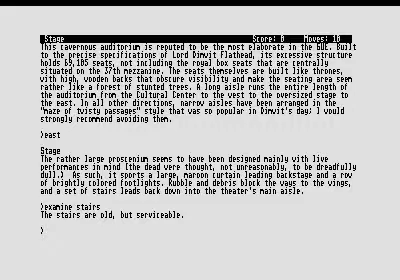 Stage Score: 0 Moves: 10
This cavernous auditorium is reputed to be the most elaborate in the GUE. Built
to the precise specifications of Lord Dimwit Flathead, its excessive structure
holds 69,105 seats, not including the royal box seats that are centrally
situated on the 37th mezzanine. The seats themselves are built like thrones,
with high, wooden backs that obscure visibility and make the seating area seem
rather like a forest of stunted trees. A long aisle runs the entire length of
the auditorium from the Cultural Center to the west to the oversized stage to
the east. In all other directions, narrow aisles have been arranged in the
"maze of twisty passages" style that was so popular in Dimwit's day; I would
strongly recommend avoiding them.
>east
Stage
The rather large proscenium seems to have been designed mainly with live
performances in mind (the dead were thought, not unreasonably, to be dreadfully
dull.) As such, it sports a large, maroon curtain leading backstage and a row
of brightly colored footlights. Rubble and debris block the ways to the wings,
and a set of stairs leads back down into the theater's main aisle.
>examine stairs
The stairs are old, but serviceable.
>